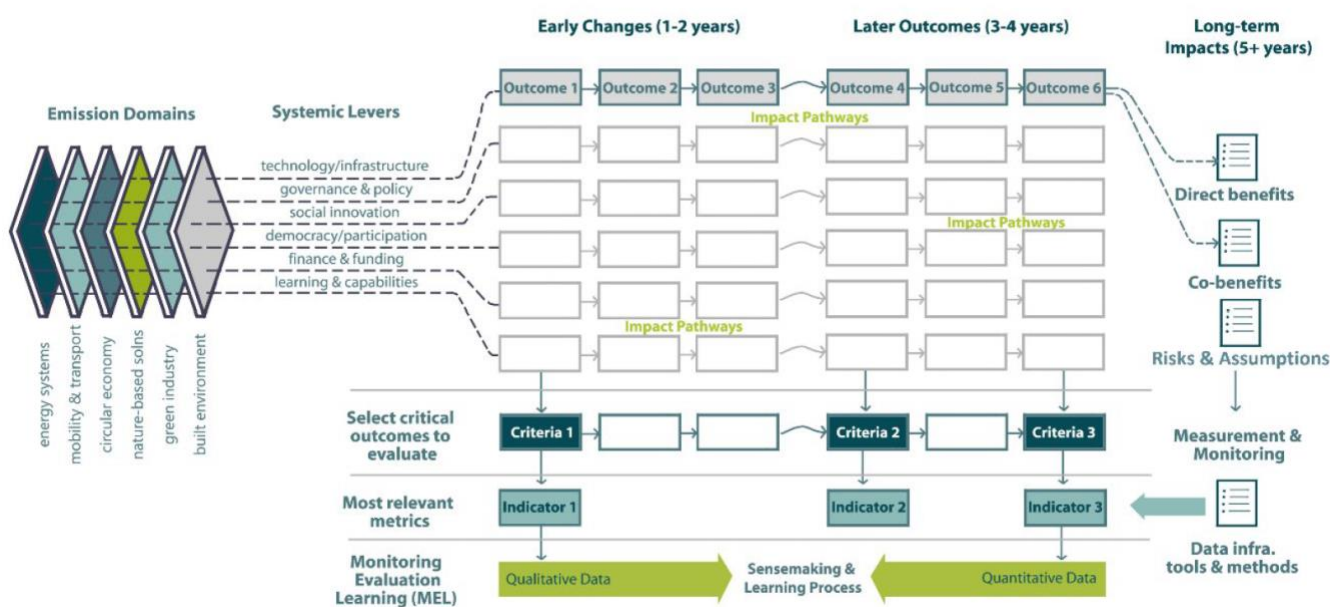 Early Changes (1-2 years)
Later Outcomes (3-4 years)
Long-term
Impacts (5+ years)
Emission Domains
Systemic Levers
Outcome 1
Outcome 2
Outcome 3
Outcome 4
Outcome 5
Outcome 6
Impact Pathways
technology/infrastructure
governance & policy
social innovation
democracy/participation
finance & funding
learning & capabilities
Impact Pathways
Impact Pathways
Direct benefits
Co-benefits
Risks & Assumptions
energy systems
mobility & transport
circular economy
nature-based solns
green industry
built environment
Select critical
outcomes to
evaluate
Criteria 1
Criteria 2
Criteria 3
Measurement &
Monitoring
Most relevant
metrics
Indicator 1
Indicator 2
Indicator 3
Data infra.
tools & methods
Monitoring
Evaluation
Learning (MEL)
Qualitative Data
Sensemaking &
Learning Process
Quantitative Data